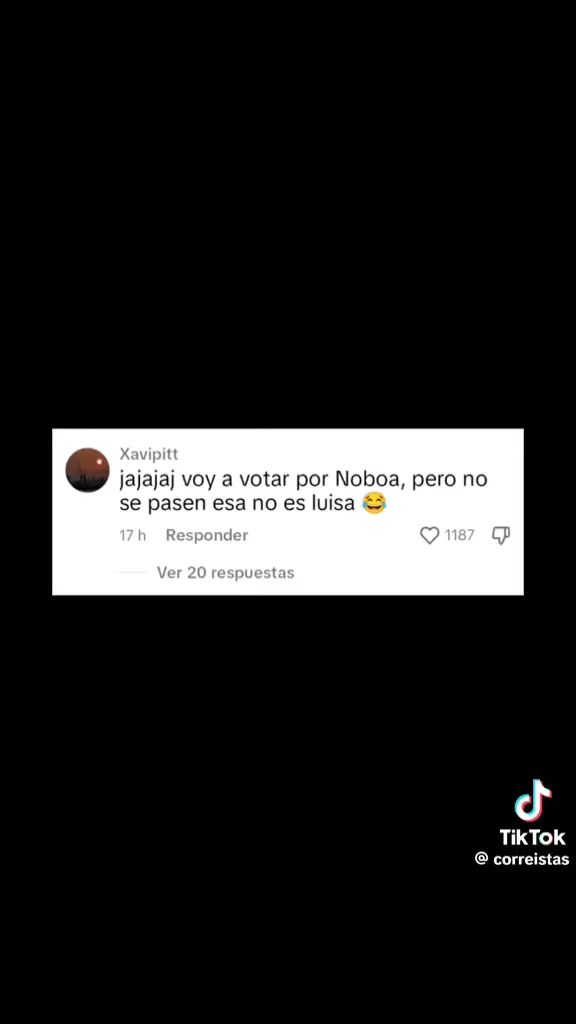 Xavipitt
jajajaj voy a votar por Noboa, pero no
se pasen esa no es luisa 😂
17 h Responder 1187
Ver 20 respuestas
TikTok
@ correistas